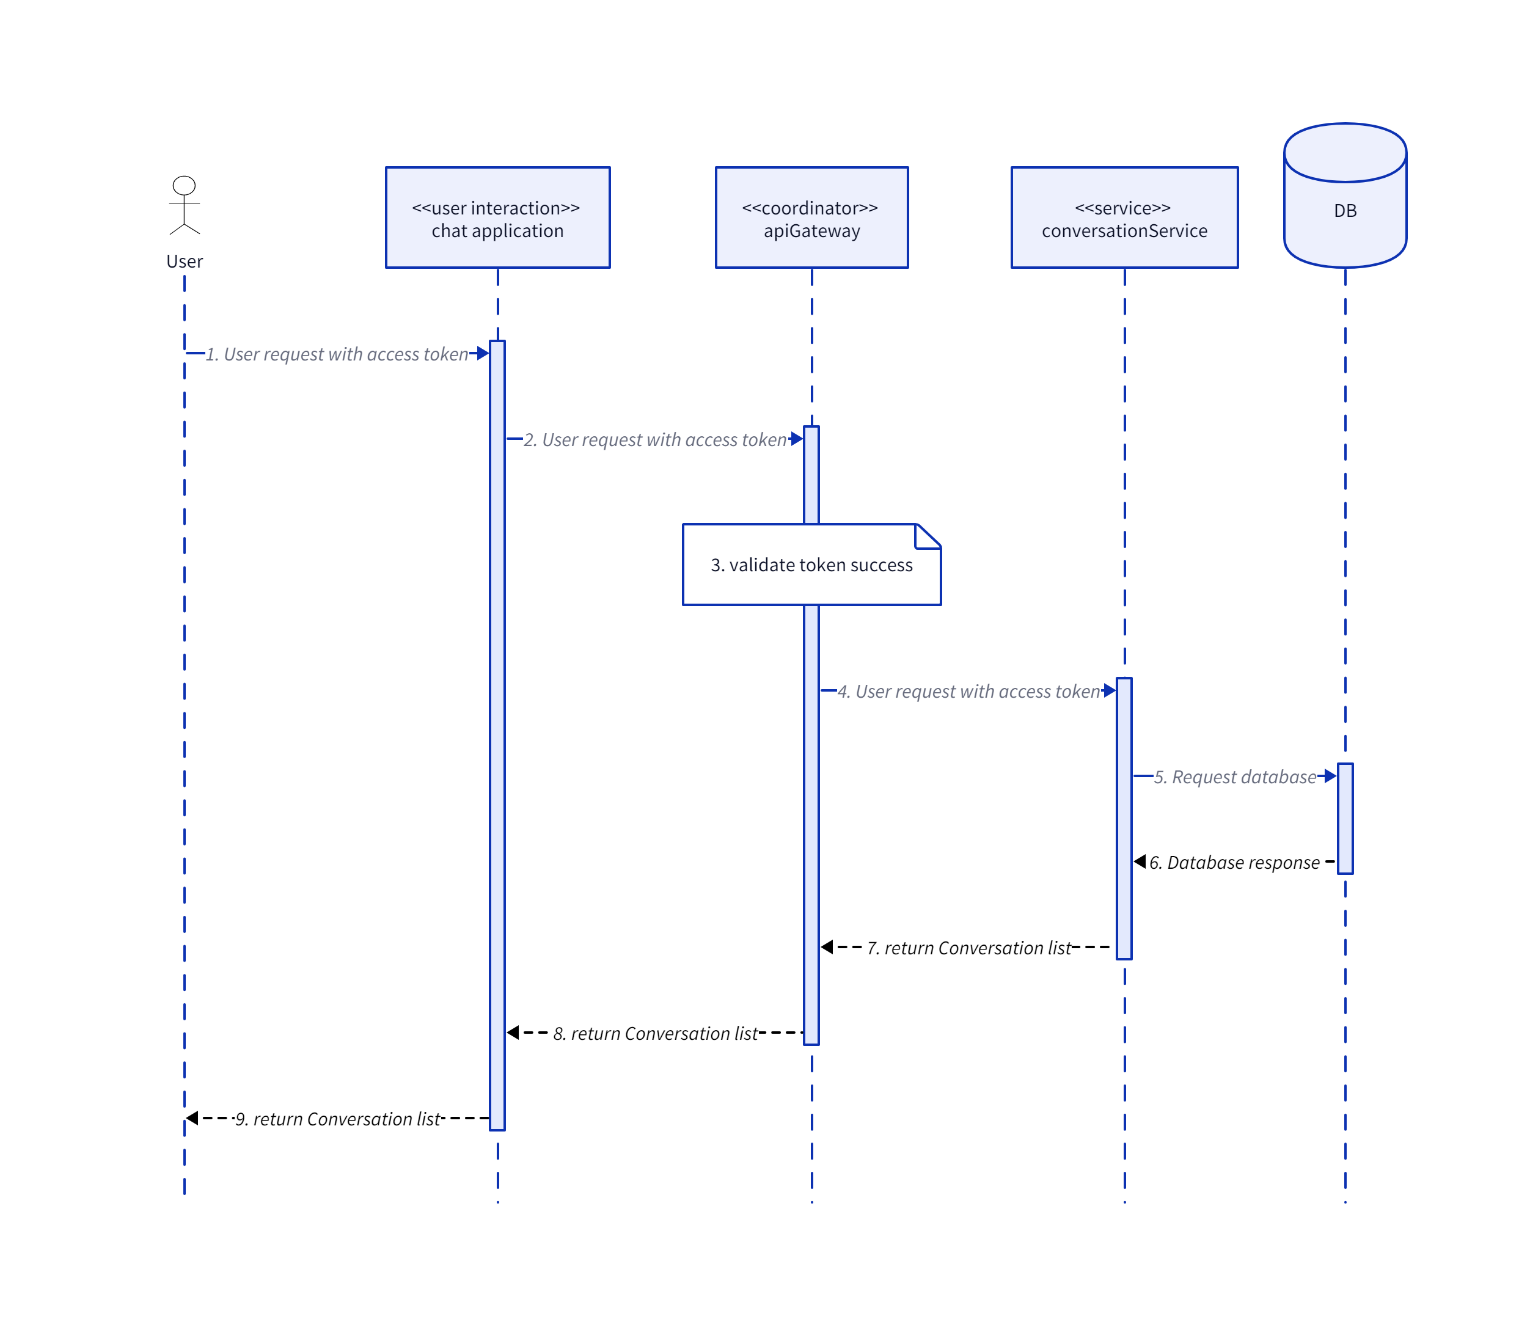 User
<<user interaction>>
chat application
<<coordinator>>
apiGateway
<<service>>
conversationService
DB
1. User request with access token
2. User request with access token
3. validate token success
4. User request with access token
5. Request database
6. Database response
7. return Conversation list
8. return Conversation list
9. return Conversation list